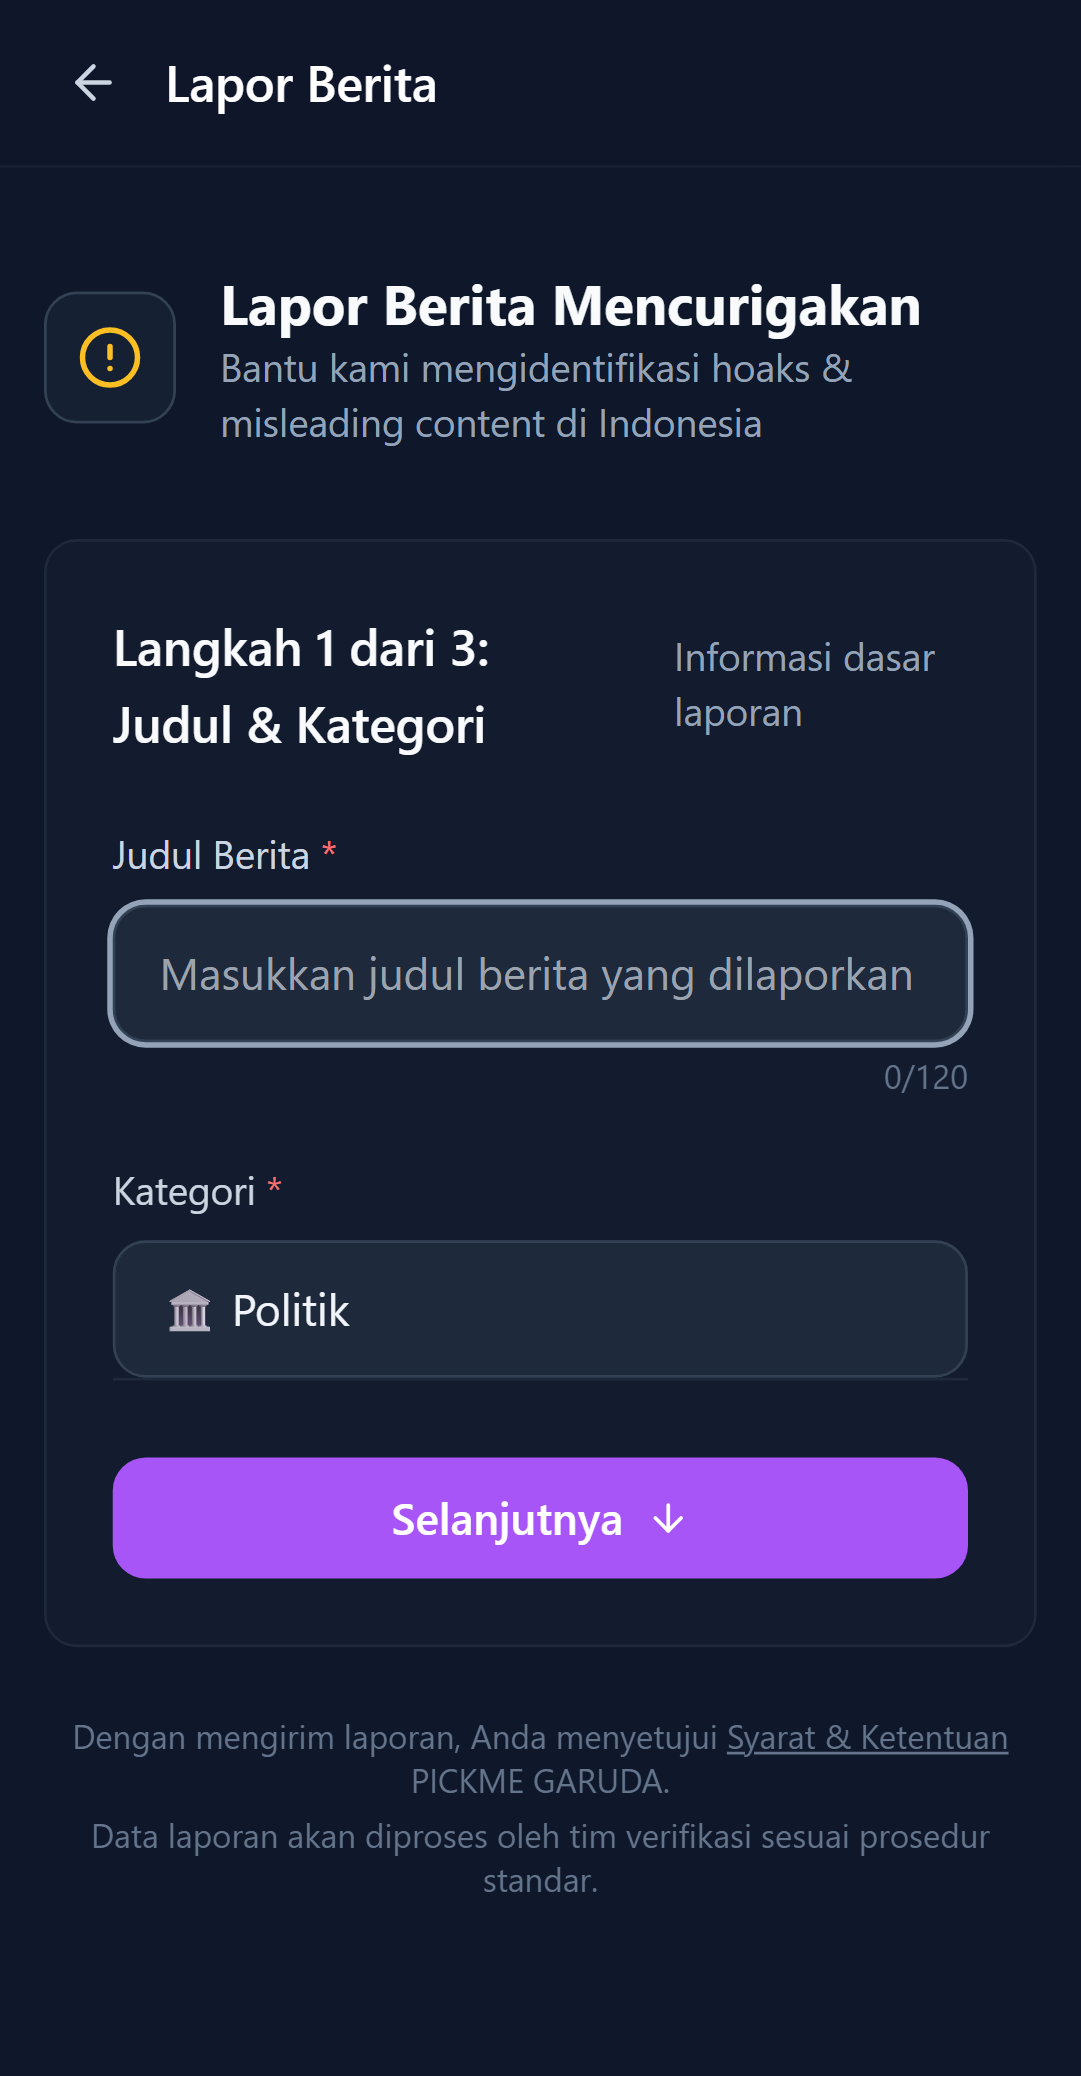 Lapor Berita
Lapor Berita Mencurigakan
Bantu kami mengidentifikasi hoaks &
misleading content di Indonesia
Langkah 1 dari 3:
Judul & Kategori
Informasi dasar
laporan
Judul Berita *
Masukkan judul berita yang dilaporkan
0/120
Kategori *
Politik
Selanjutnya
Dengan mengirim laporan, Anda menyetujui Syarat & Ketentuan
PICKME GARUDA.
Data laporan akan diproses oleh tim verifikasi sesuai prosedur
standar.